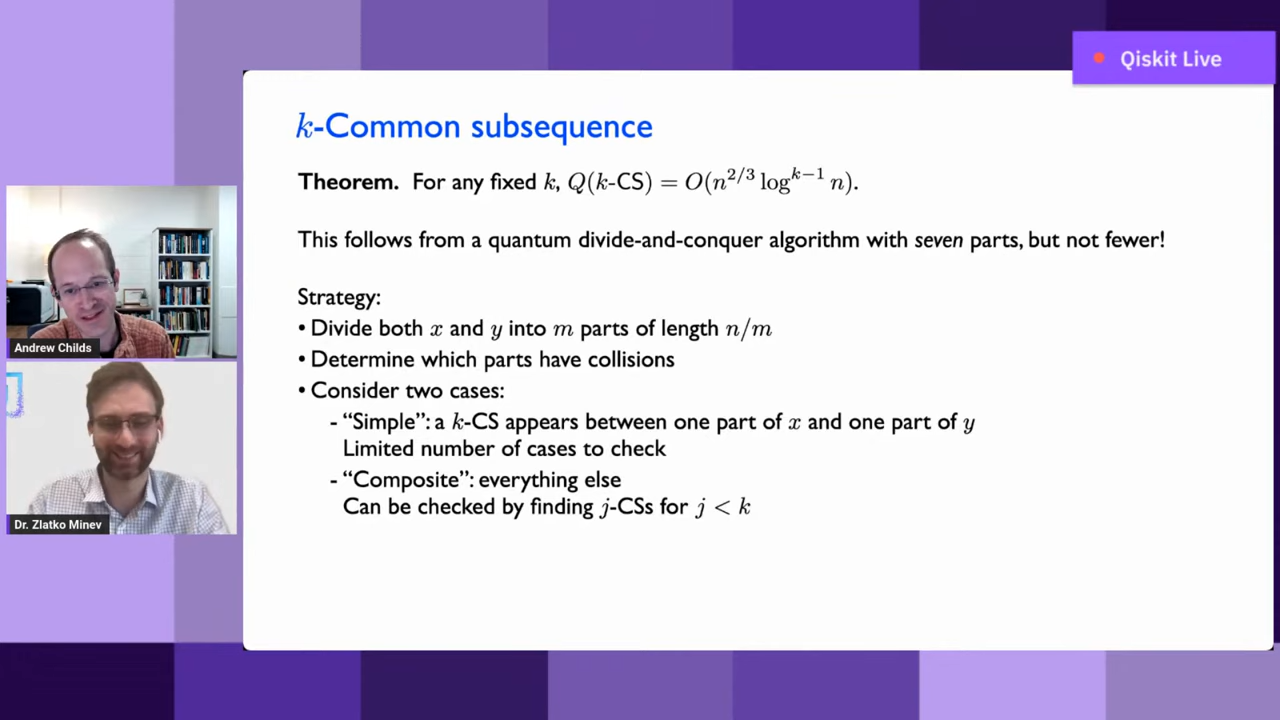 Qiskit Live
k-Common subsequence
Theorem. For any fixed k, Q(k-CS) = O(n^{2/3} log^{k−1} n).
This follows from a quantum divide-and-conquer algorithm with seven parts, but not fewer!
Strategy:
• Divide both x and y into m parts of length n/m
• Determine which parts have collisions
• Consider two cases:
- “Simple”: a k-CS appears between one part of x and one part of y
Limited number of cases to check
- “Composite”: everything else
Can be checked by finding j-CSs for j < k
Andrew Childs
Dr. Zlatko Minev